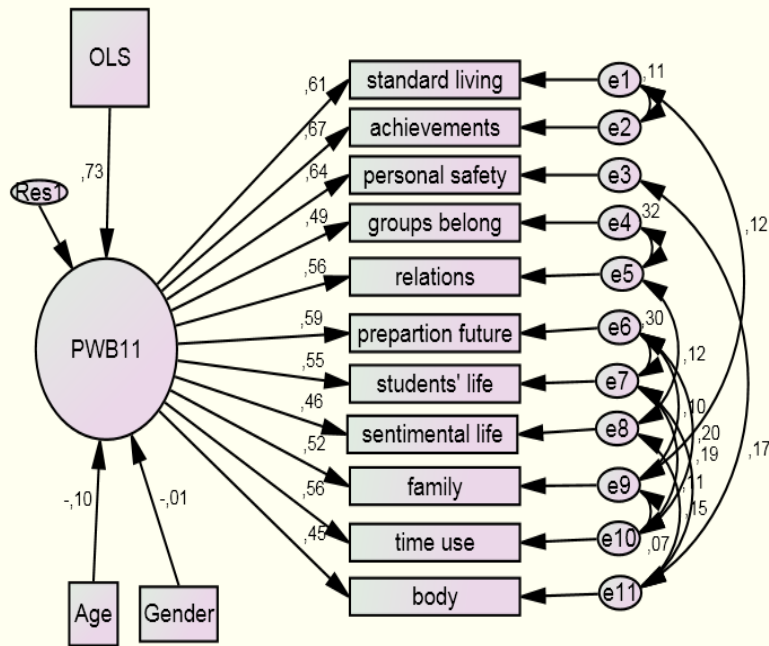 OLS
,73
Res1
PWB11
-,10
-,01
Age
Gender
,61
standard living
e1
,11
,67
achievements
e2
,64
personal safety
e3
,49
groups belong
e4
,32
,56
relations
e5
,59
prepartion future
e6
,30
,55
students' life
e7
,46
sentimental life
e8
,52
family
e9
,56
time use
e10
,45
body
e11
,12
,12
,10
,20
,19
,11
,15
,07
,17